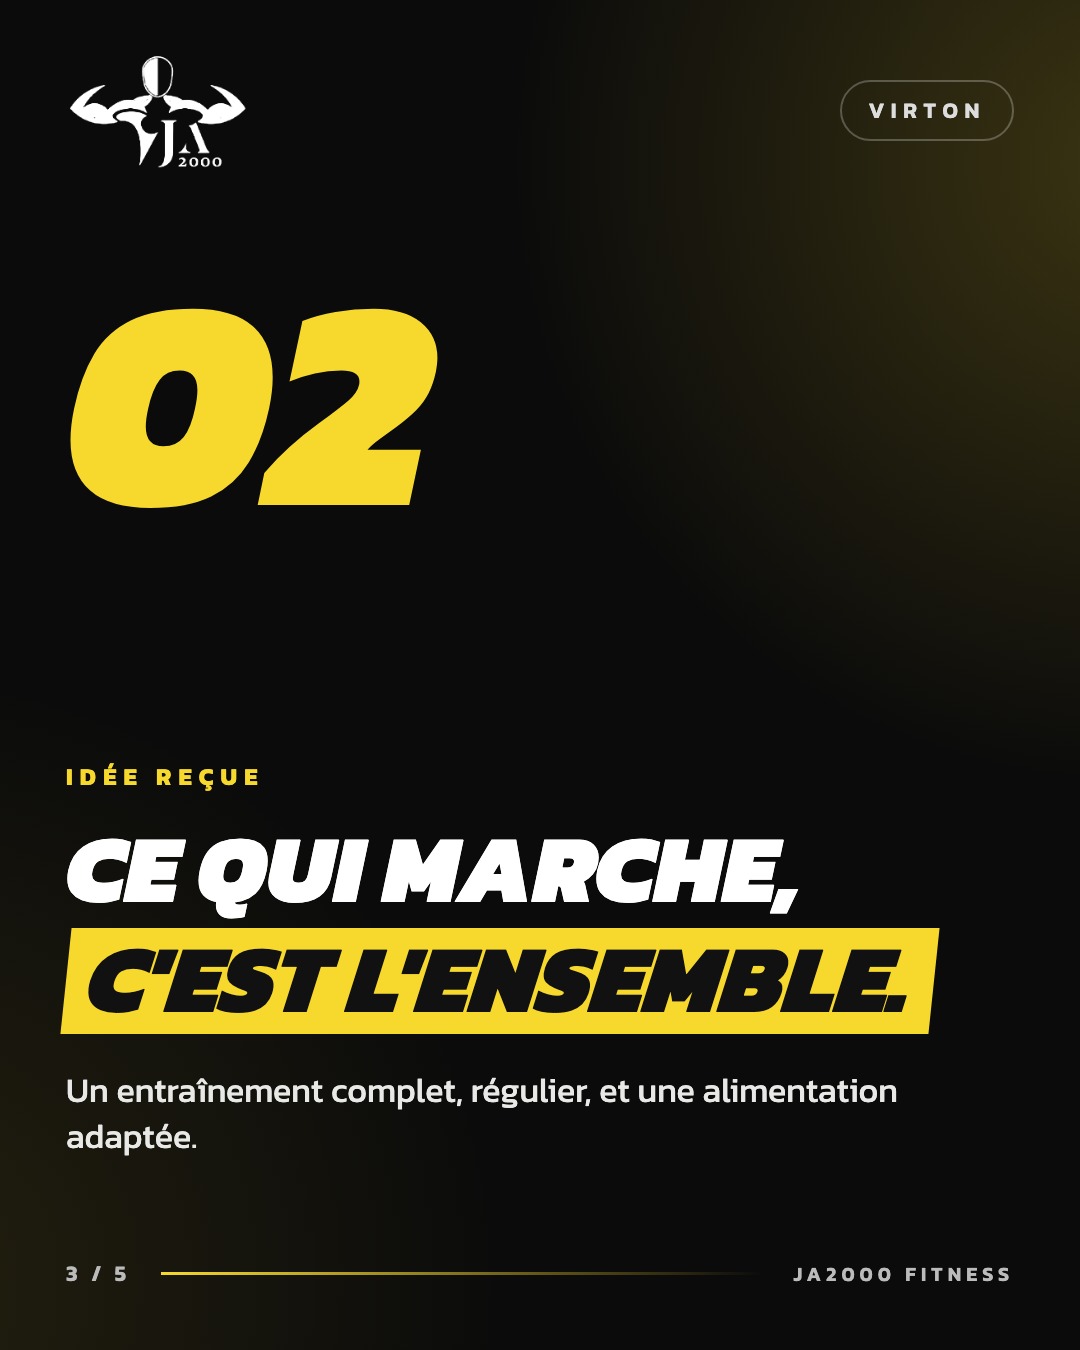 JA
2000
VIRTON
02
IDÉE REÇUE
CE QUI MARCHE,
C'EST L'ENSEMBLE.
Un entraînement complet, régulier, et une alimentation
adaptée.
3 / 5
JA2000 FITNESS